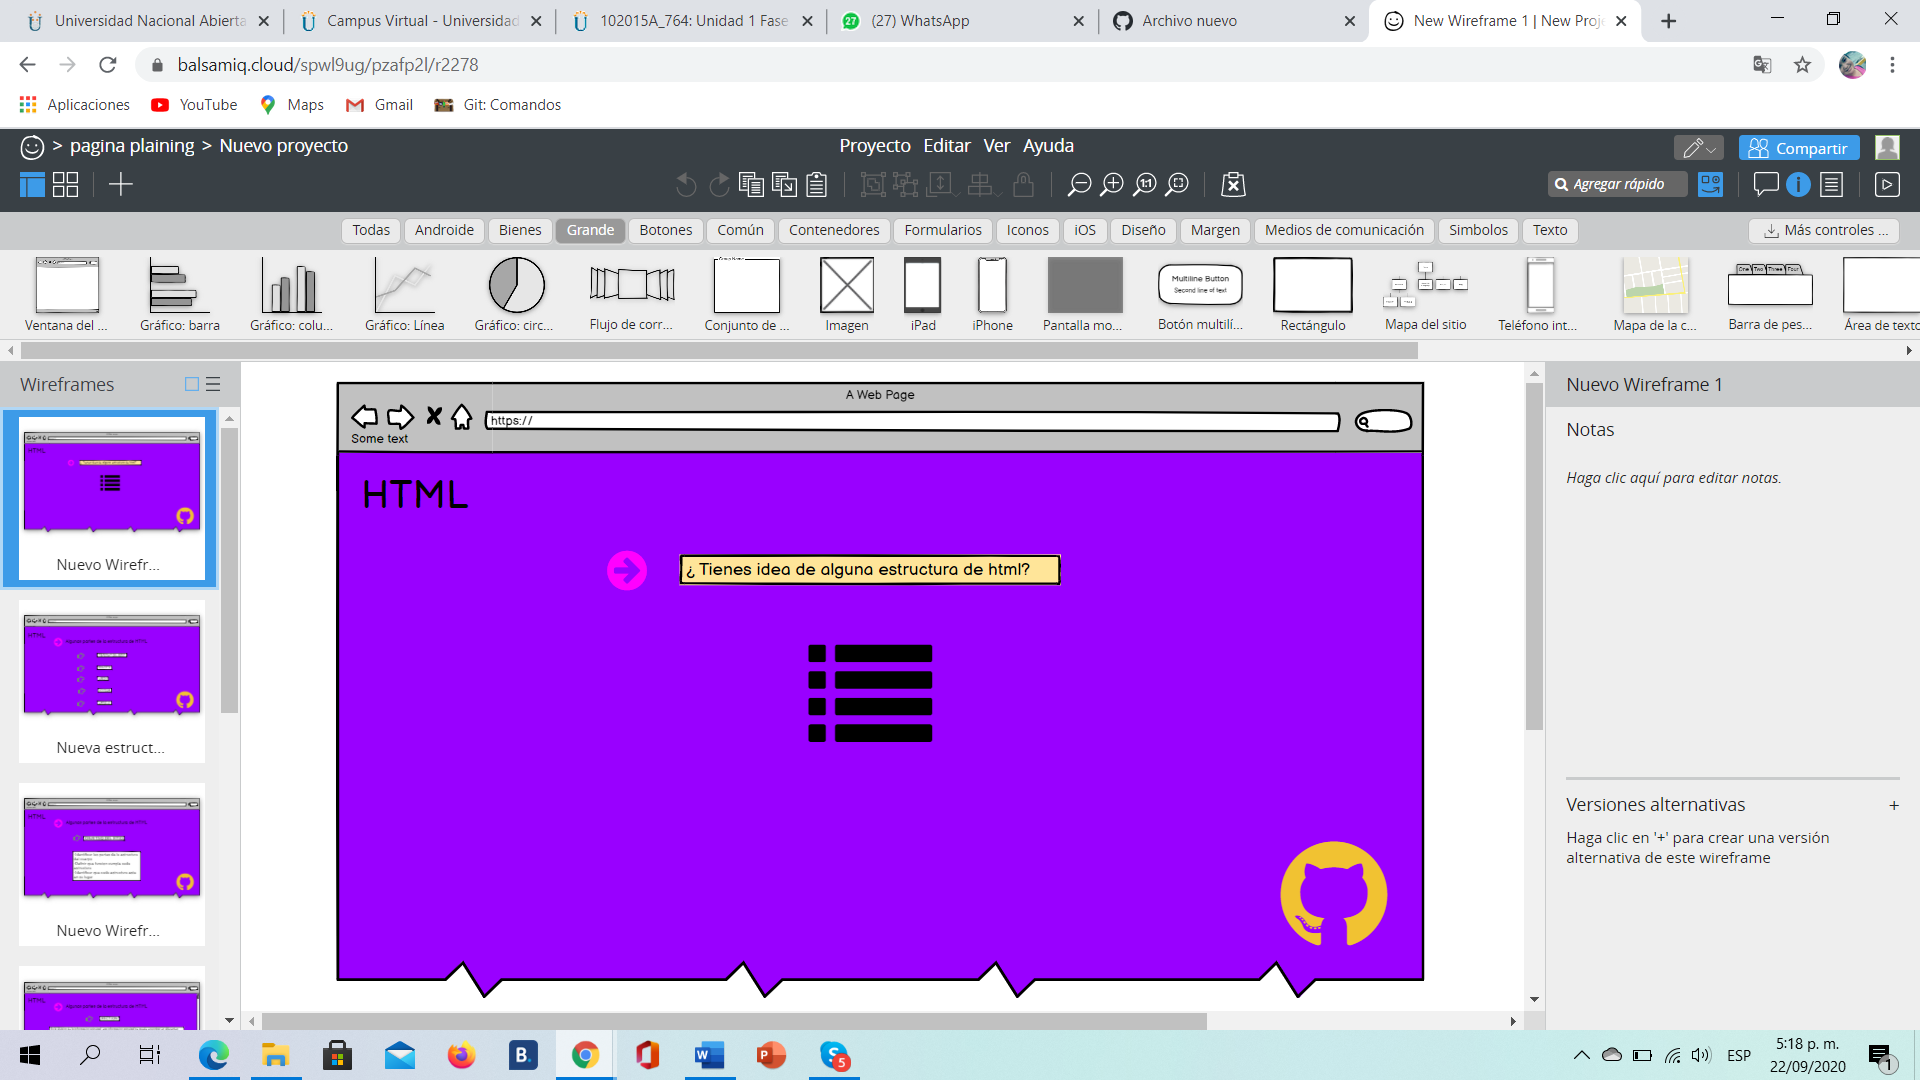 Universidad Nacional Abierta
Campus Virtual - Universidad
102015A_764: Unidad 1 Fase
(27) WhatsApp
Archivo nuevo
New Wireframe 1 | New Proje
balsamiq.cloud/spwl9ug/pzafp2l/r2278
Aplicaciones
YouTube
Maps
Gmail
Git: Comandos
> pagina plaining > Nuevo proyecto
Proyecto Editar Ver Ayuda
Compartir
Agregar rápido
Todas
Androide
Bienes
Grande
Botones
Común
Contenedores
Formularios
Iconos
iOS
Diseño
Margen
Medios de comunicación
Simbolos
Texto
Más controles ...
Ventana del ...
Gráfico: barra
Gráfico: colu...
Gráfico: Línea
Gráfico: circ...
Flujo de corr...
Conjunto de ...
Imagen
iPad
iPhone
Pantalla mo...
Multiline Button
Second line of text
Botón multilí...
Rectángulo
Mapa del sitio
Teléfono int...
Mapa de la c...
One Two Three Four
Barra de pes...
Área de texto
Wireframes
Nuevo Wirefr...
Nueva estruct...
Nuevo Wirefr...
A Web Page
https://
Some text
HTML
¿ Tienes idea de alguna estructura de html?
Nuevo Wireframe 1
Notas
Haga clic aquí para editar notas.
Versiones alternativas +
Haga clic en '+' para crear una versión
alternativa de este wireframe
ESP
5:18 p. m.
22/09/2020